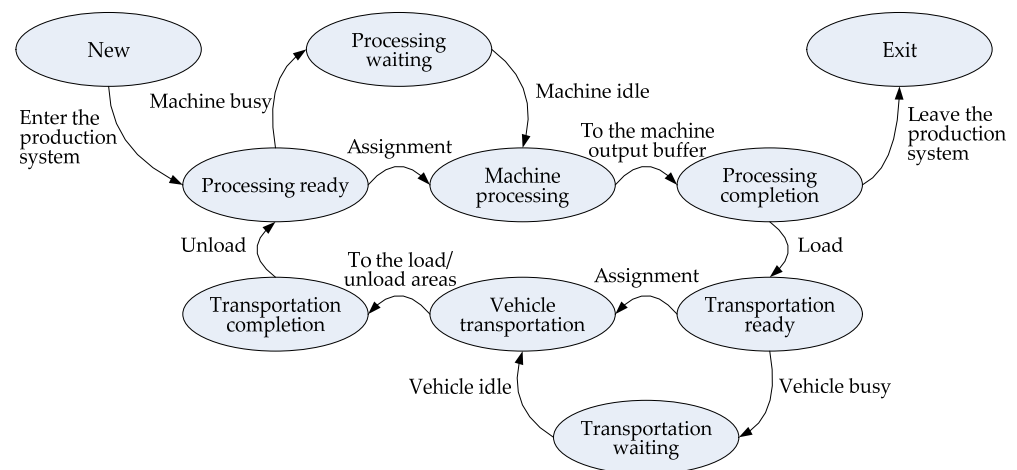 New
Processing
waiting
Exit
Machine busy
Machine idle
Enter the
production
system
To the machine
output buffer
Leave the
production
system
Assignment
Processing ready
Machine
processing
Processing
completion
Unload
To the load/
unload areas
Assignment
Load
Transportation
completion
Vehicle
transportation
Transportation
ready
Vehicle idle
Vehicle busy
Transportation
waiting